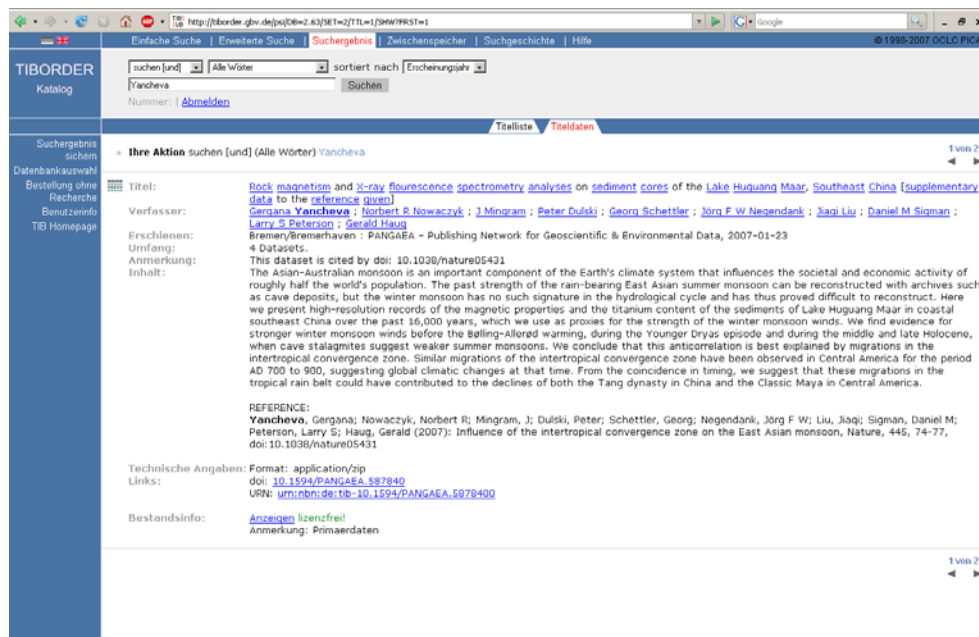 http://tiborder.gbv.de/psi/DB=2.63/SET=2/TTL=1/SHW?FRST=1
Google
Einfache Suche | Erweiterte Suche | Suchergebnis | Zwischenspeicher | Suchgeschichte | Hilfe
© 1998-2007 OCLC PICA
TIBORDER
Katalog
suchen [und] Alle Wörter sortiert nach Erscheinungsjahr
Yancheva Suchen
Nummer: | Abmelden
Titelliste Titeldaten
Suchergebnis
sichern
Datenbankauswahl
Bestellung ohne
Recherche
Benutzerinfo
TIB Homepage
Ihre Aktion suchen [und] (Alle Wörter) Yancheva
1 von 2
Titel: Rock magnetism and X-ray flourescence spectrometry analyses on sediment cores of the Lake Huguang Maar, Southeast China [supplementary
data to the reference given]
Verfasser: Gergana Yancheva ; Norbert R Nowaczyk ; J Mingram ; Peter Dulski ; Georg Schettler ; Jörg F W Negendank ; Jiaqi Liu ; Daniel M Sigman ;
Larry S Peterson ; Gerald Haug
Erschienen: Bremen/Bremerhaven : PANGAEA - Publishing Network for Geoscientific & Environmental Data, 2007-01-23
Umfang: 4 Datasets.
Anmerkung: This dataset is cited by doi: 10.1038/nature05431
Inhalt: The Asian-Australian monsoon is an important component of the Earth's climate system that influences the societal and economic activity of
roughly half the world's population. The past strength of the rain-bearing East Asian summer monsoon can be reconstructed with archives such
as cave deposits, but the winter monsoon has no such signature in the hydrological cycle and has thus proved difficult to reconstruct. Here
we present high-resolution records of the magnetic properties and the titanium content of the sediments of Lake Huguang Maar in coastal
southeast China over the past 16,000 years, which we use as proxies for the strength of the winter monsoon winds. We find evidence for
stronger winter monsoon winds before the Bølling-Allerød warming, during the Younger Dryas episode and during the middle and late Holocene,
when cave stalagmites suggest weaker summer monsoons. We conclude that this anticorrelation is best explained by migrations in the
intertropical convergence zone. Similar migrations of the intertropical convergence zone have been observed in Central America for the period
AD 700 to 900, suggesting global climatic changes at that time. From the coincidence in timing, we suggest that these migrations in the
tropical rain belt could have contributed to the declines of both the Tang dynasty in China and the Classic Maya in Central America.
REFERENCE:
Yancheva, Gergana; Nowaczyk, Norbert R; Mingram, J; Dulski, Peter; Schettler, Georg; Negendank, Jörg F W; Liu, Jiaqi; Sigman, Daniel M;
Peterson, Larry S; Haug, Gerald (2007): Influence of the intertropical convergence zone on the East Asian monsoon, Nature, 445, 74-77,
doi:10.1038/nature05431
Technische Angaben: Format: application/zip
Links: doi: 10.1594/PANGAEA.587840
URN: urn:nbn:de:tib-10.1594/PANGAEA.5878400
Bestandsinfo: Anzeigen lizenzfrei!
Anmerkung: Primaerdaten
1 von 2